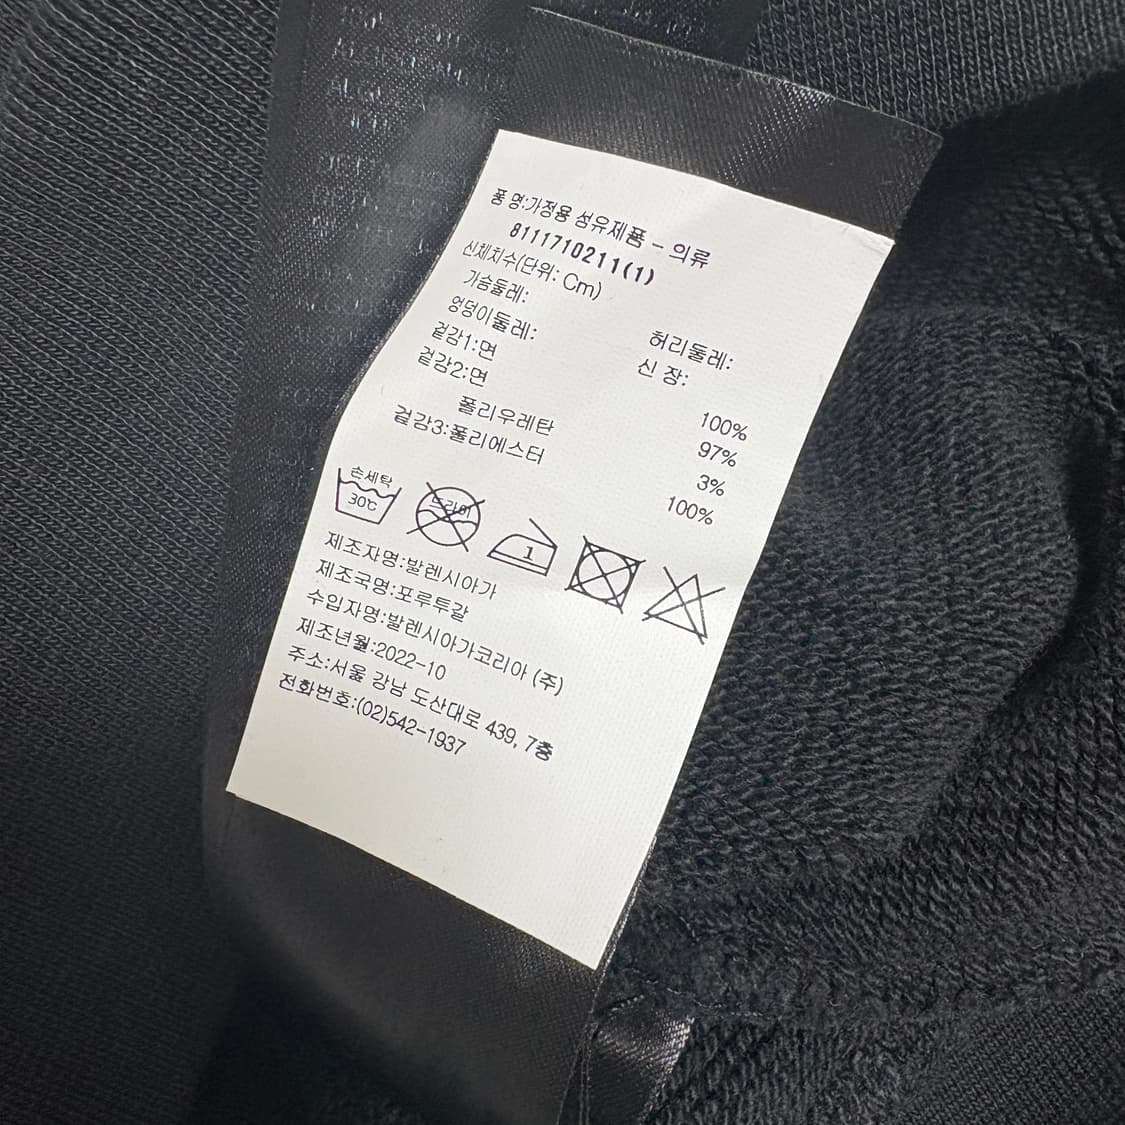 품 명:가정용 섬유제품 - 의류
8111710211(1)
신체치수(단위: Cm)
가슴둘레: 허리둘레:
엉덩이둘레: 신 장:
겉감1:면 100%
겉감2:면 97%
폴리우레탄 3%
겉감3:폴리에스터 100%
손세탁
30℃
드라이
1
제조자명:발렌시아가
제조국명:포루투갈
수입자명:발렌시아가코리아 (주)
제조년월:2022-10
주소:서울 강남 도산대로 439, 7층
전화번호:(02)542-1937